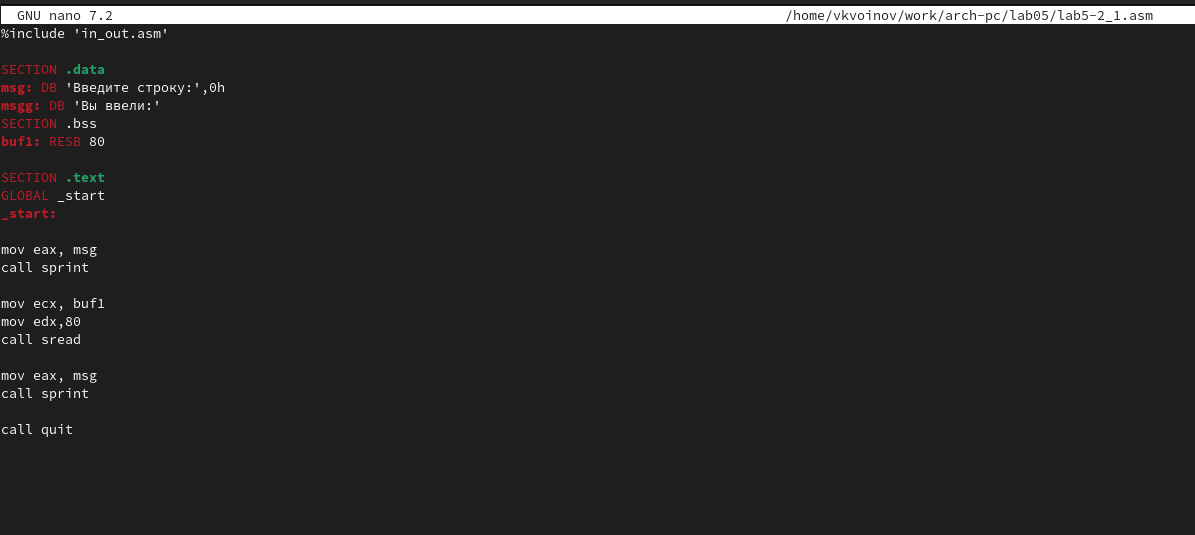 GNU nano 7.2 /home/vkvoinov/work/arch-pc/lab05/lab5-2_1.asm
%include 'in_out.asm'
SECTION .data
msg: DB 'Введите строку:',0h
msgg: DB 'Вы ввели:'
SECTION .bss
buf1: RESB 80
SECTION .text
GLOBAL _start
_start:
mov eax, msg
call sprint
mov ecx, buf1
mov edx,80
call sread
mov eax, msg
call sprint
call quit